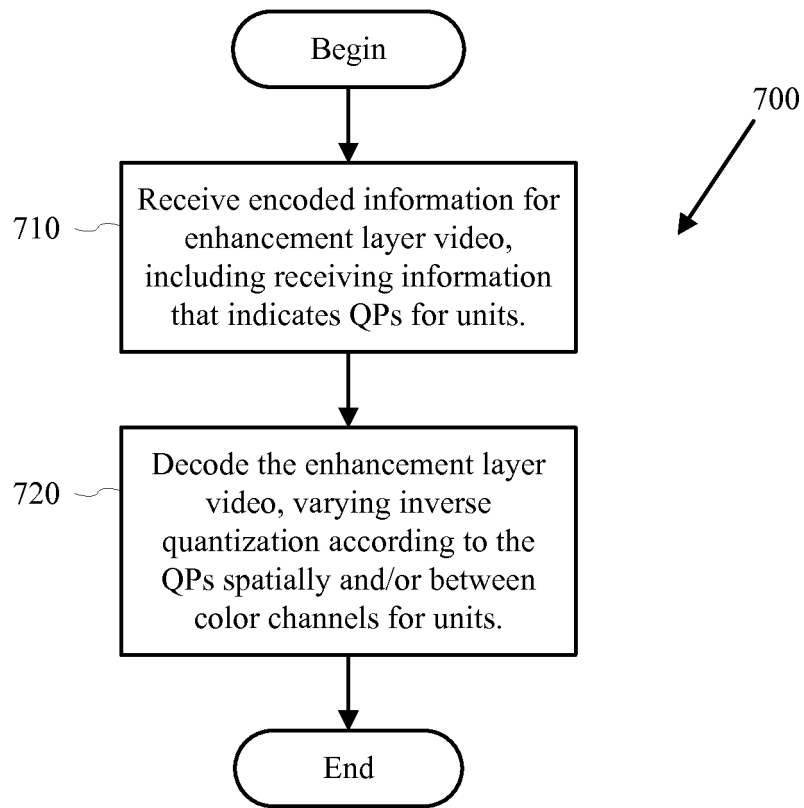 Begin
700
710
Receive encoded information for
enhancement layer video,
including receiving information
that indicates QPs for units.
720
Decode the enhancement layer
video, varying inverse
quantization according to the
QPs spatially and/or between
color channels for units.
End